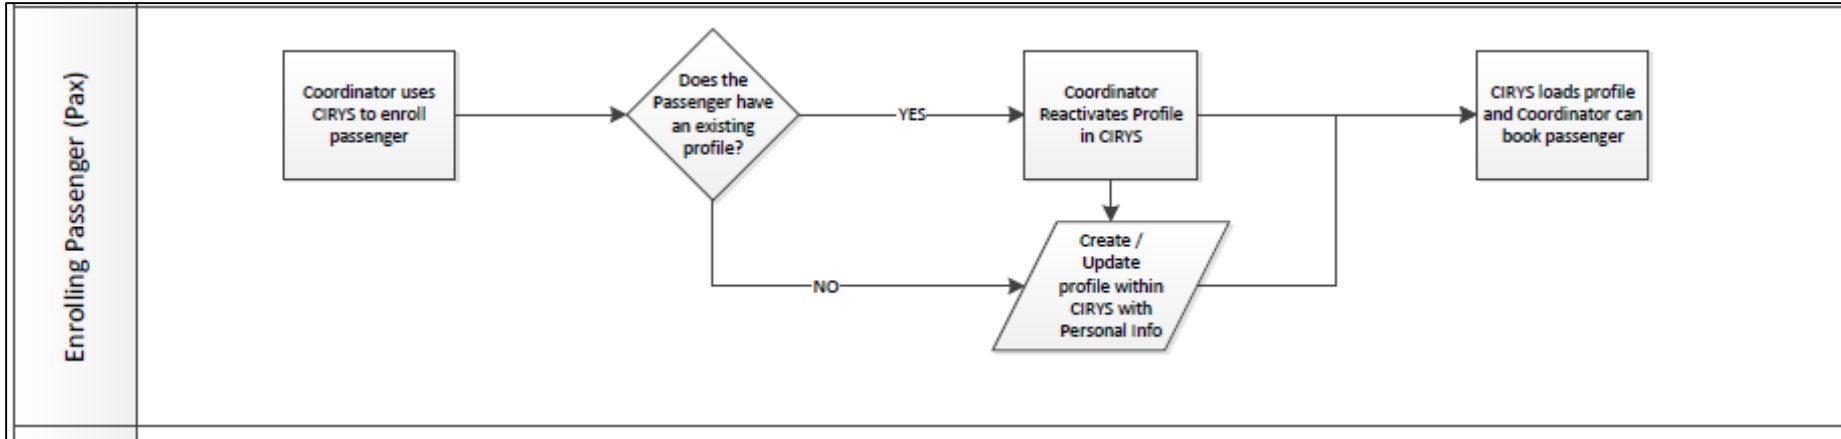 Enrolling Passenger (Pax)
Coordinator uses
CIRYS to enroll
passenger
Does the
Passenger have
an existing
profile?
YES
Coordinator
Reactivates Profile
in CIRYS
CIRYS loads profile
and Coordinator can
book passenger
NO
Create /
Update
profile within
CIRYS with
Personal Info